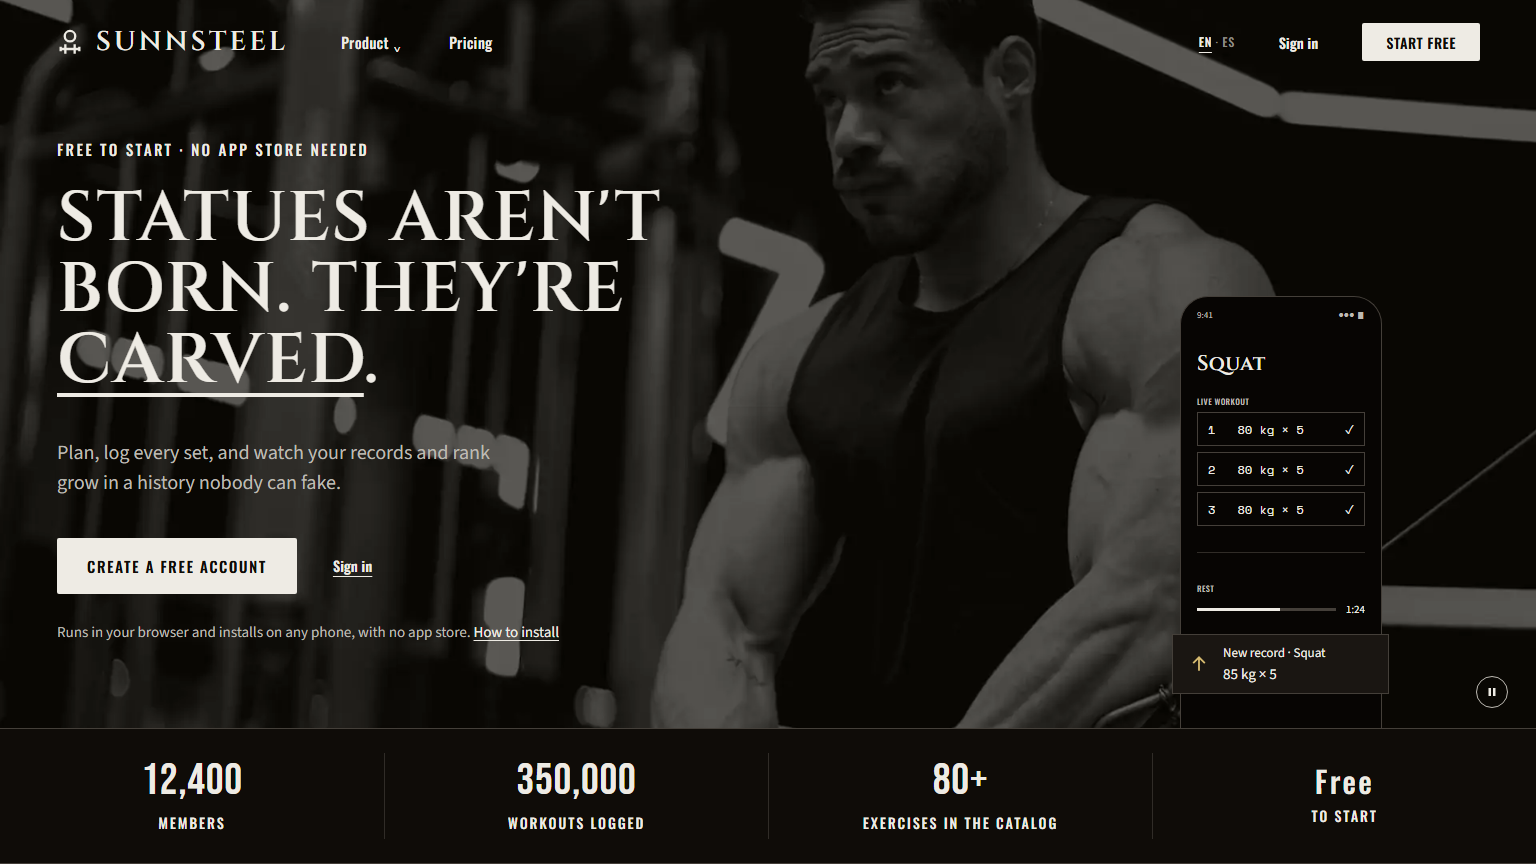 SUNNSTEEL
Product
Pricing
EN · ES
Sign in
START FREE
FREE TO START · NO APP STORE NEEDED
STATUES AREN'T
BORN. THEY'RE
CARVED.
Plan, log every set, and watch your records and rank
grow in a history nobody can fake.
CREATE A FREE ACCOUNT
Sign in
Runs in your browser and installs on any phone, with no app store. How to install
9:41
SQUAT
LIVE WORKOUT
1 80 kg × 5 ✓
2 80 kg × 5 ✓
3 80 kg × 5 ✓
REST
1:24
New record · Squat
85 kg × 5
12,400
MEMBERS
350,000
WORKOUTS LOGGED
80+
EXERCISES IN THE CATALOG
Free
TO START